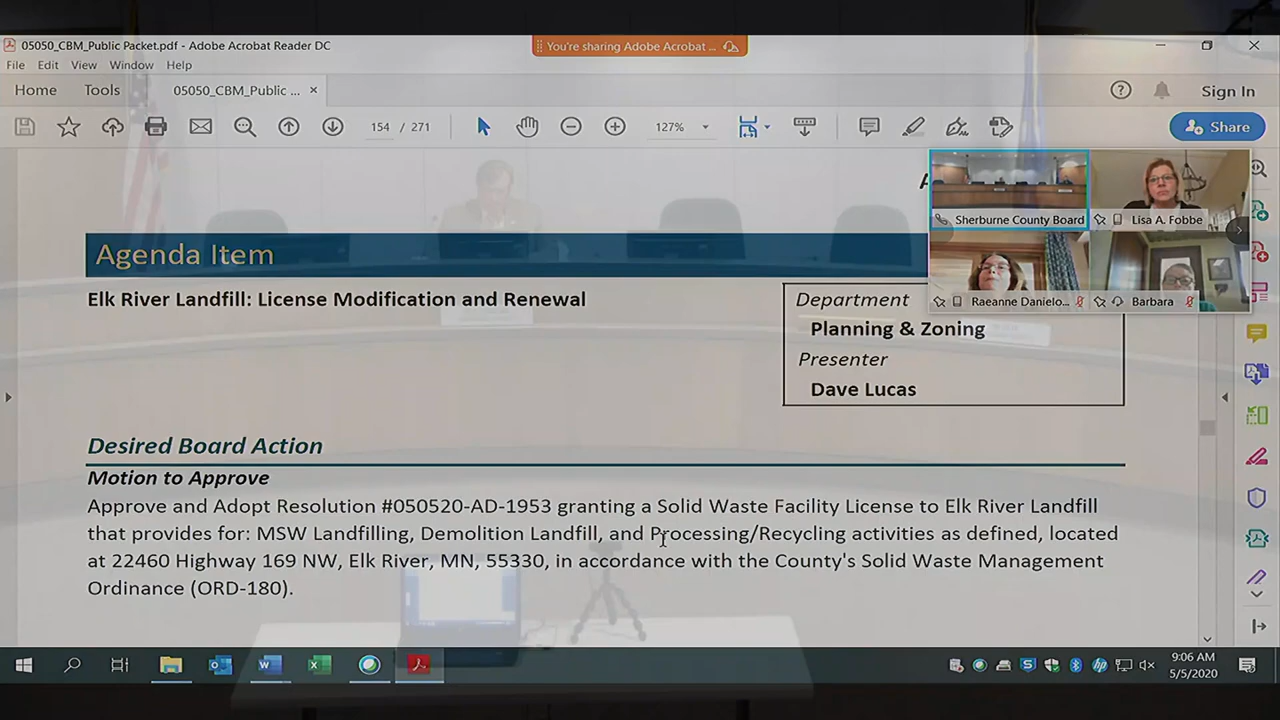 05050_CBM_Public Packet.pdf - Adobe Acrobat Reader DC
You're sharing Adobe Acrobat ...
File Edit View Window Help
Home Tools 05050_CBM_Public ... Sign In
154 / 271 127% Share
Sherburne County Board
Lisa A. Fobbe
Raeanne Danielo...
Barbara
Agenda Item
Elk River Landfill: License Modification and Renewal
Department
Planning & Zoning
Presenter
Dave Lucas
Desired Board Action
Motion to Approve
Approve and Adopt Resolution #050520-AD-1953 granting a Solid Waste Facility License to Elk River Landfill
that provides for: MSW Landfilling, Demolition Landfill, and Processing/Recycling activities as defined, located
at 22460 Highway 169 NW, Elk River, MN, 55330, in accordance with the County's Solid Waste Management
Ordinance (ORD-180).
9:06 AM
5/5/2020